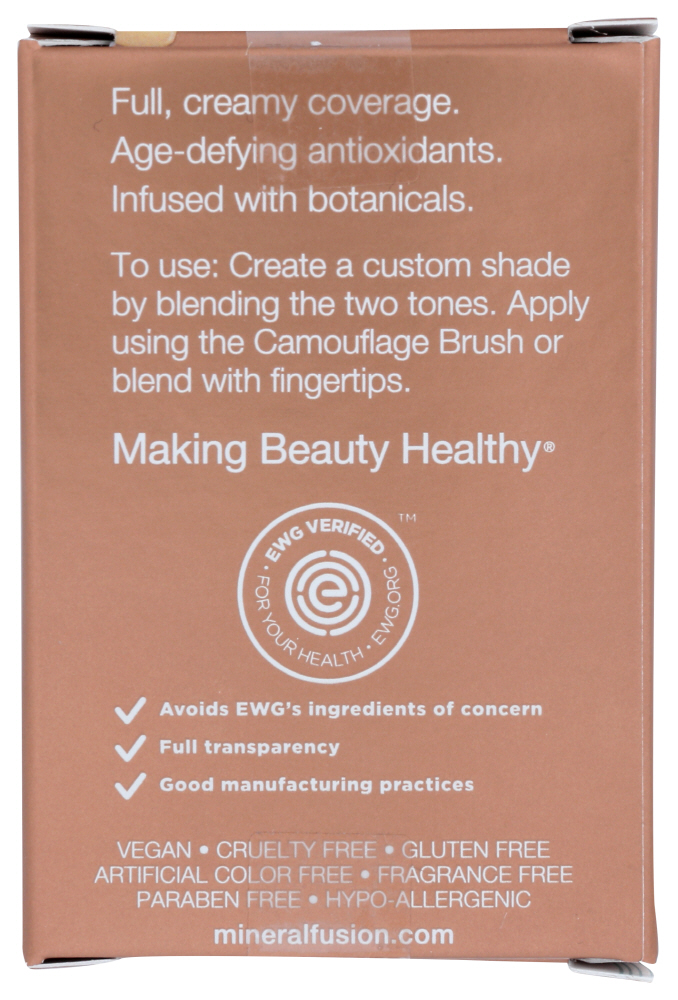 Full, creamy coverage.
Age-defying antioxidants.
Infused with botanicals.
To use: Create a custom shade
by blending the two tones. Apply
using the Camouflage Brush or
blend with fingertips.
Making Beauty Healthy®
TM
• EWG VERIFIED •
e
FOR YOUR HEALTH • EWG.ORG
Avoids EWG's ingredients of concern
Full transparency
Good manufacturing practices
VEGAN • CRUELTY FREE • GLUTEN FREE
ARTIFICIAL COLOR FREE • FRAGRANCE FREE
PARABEN FREE • HYPO-ALLERGENIC
mineralfusion.com